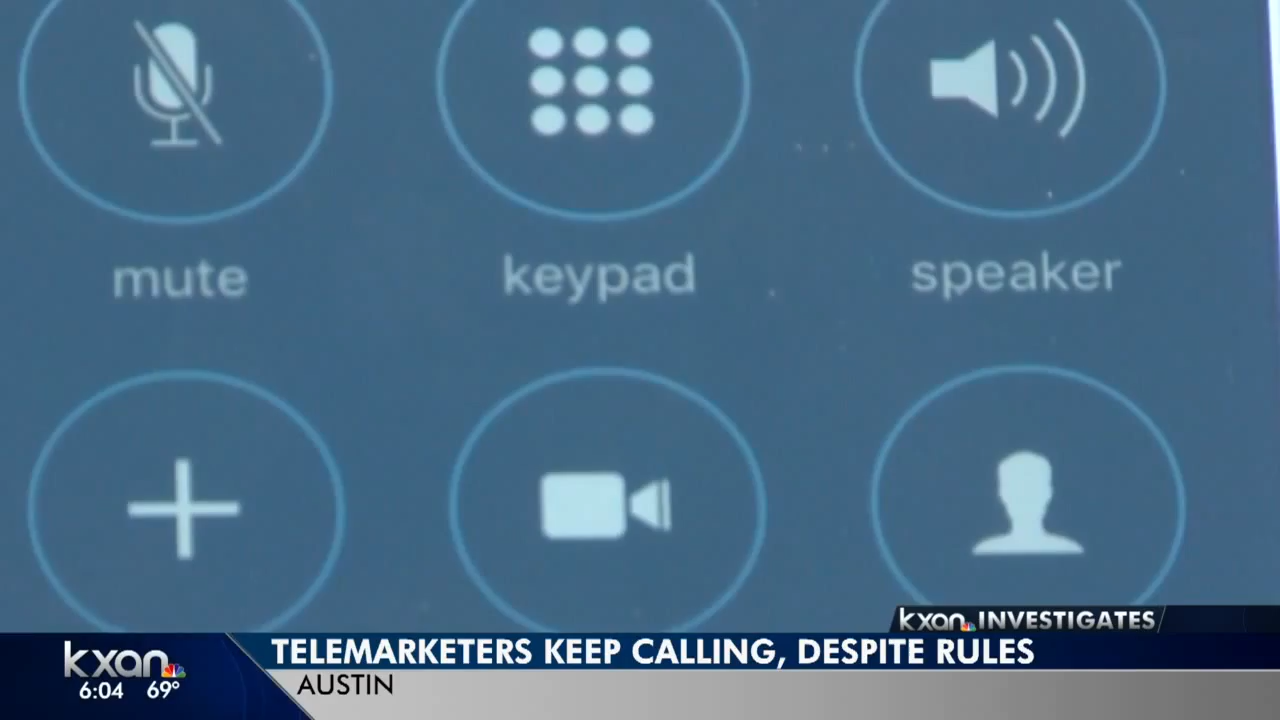 mute
keypad
speaker
kxan INVESTIGATES
kxan
TELEMARKETERS KEEP CALLING, DESPITE RULES
6:04 69°
AUSTIN